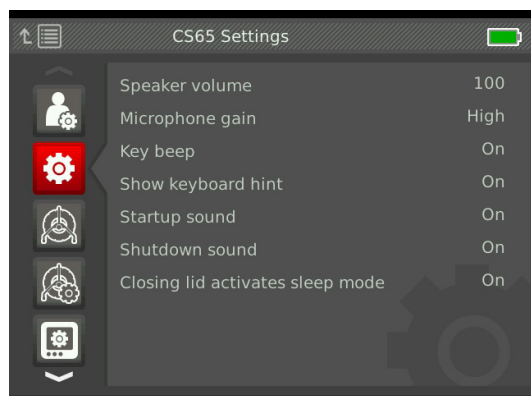 CS65 Settings
Speaker volume 100
Microphone gain High
Key beep On
Show keyboard hint On
Startup sound On
Shutdown sound On
Closing lid activates sleep mode On